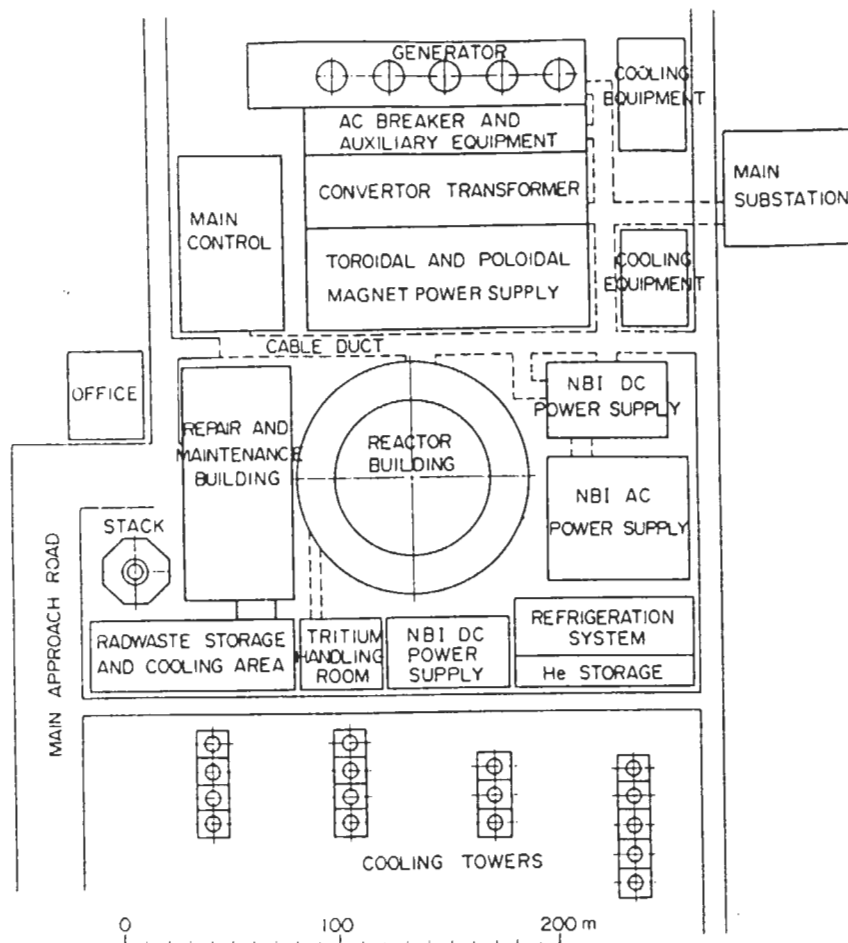 GENERATOR
COOLING
EQUIPMENT
AC BREAKER AND
AUXILIARY EQUIPMENT
CONVERTOR TRANSFORMER
MAIN
SUBSTATION
MAIN
CONTROL
TOROIDAL AND POLOIDAL
MAGNET POWER SUPPLY
COOLING
EQUIPMENT
CABLE DUCT
OFFICE
NBI DC
POWER SUPPLY
REPAIR AND
MAINTENANCE
BUILDING
REACTOR
BUILDING
NBI AC
POWER SUPPLY
STACK
MAIN APPROACH ROAD
RADWASTE STORAGE
AND COOLING AREA
TRITIUM
HANDLING
ROOM
NBI DC
POWER
SUPPLY
REFRIGERATION
SYSTEM
He STORAGE
COOLING TOWERS
0 100 200 m